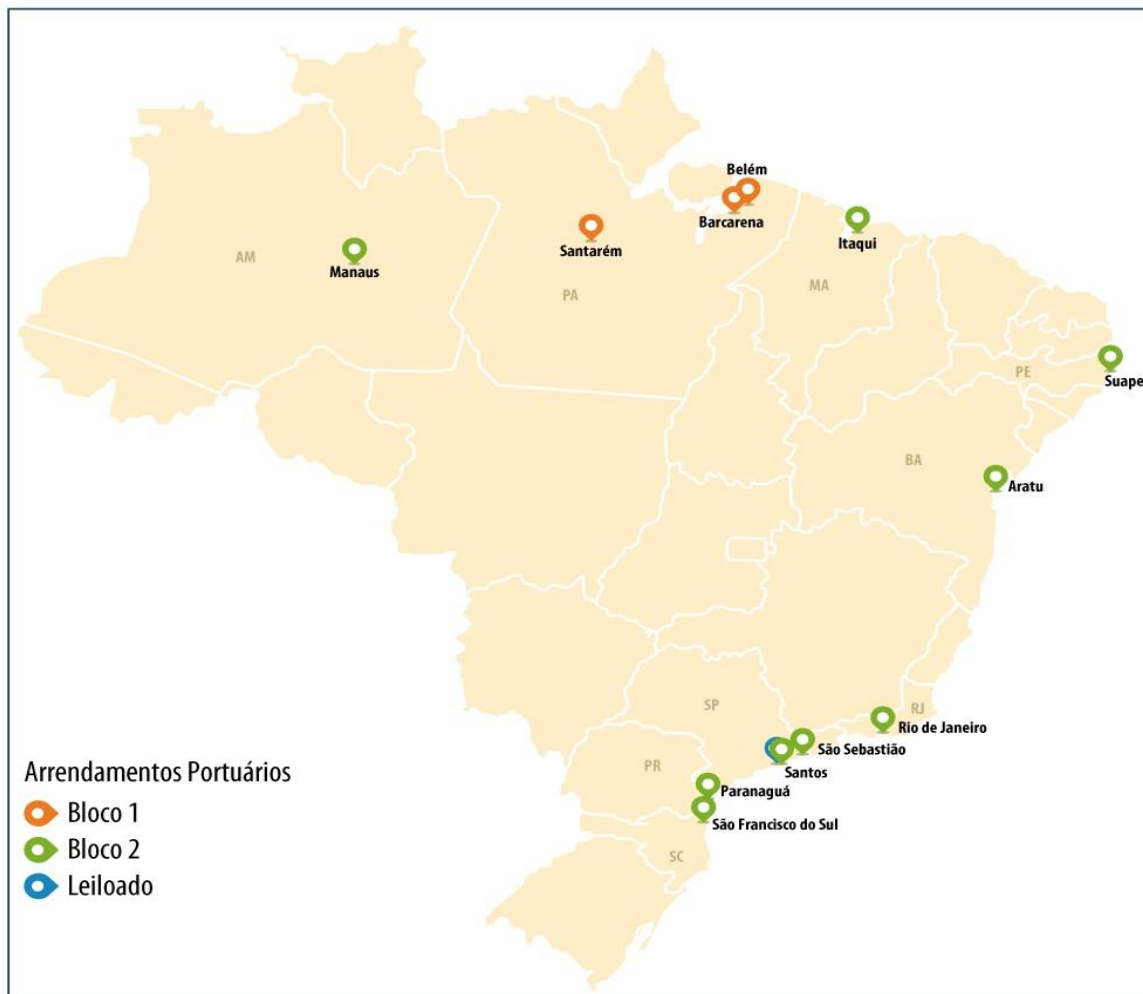 Belém
Barcarena
Santarém
Itaqui
AM
Manaus
PA
MA
PE
Suape
BA
Aratu
SP
RJ
Rio de Janeiro
São Sebastião
Santos
PR
Paranaguá
São Francisco do Sul
SC
Arrendamentos Portuários
Bloco 1
Bloco 2
Leiloado